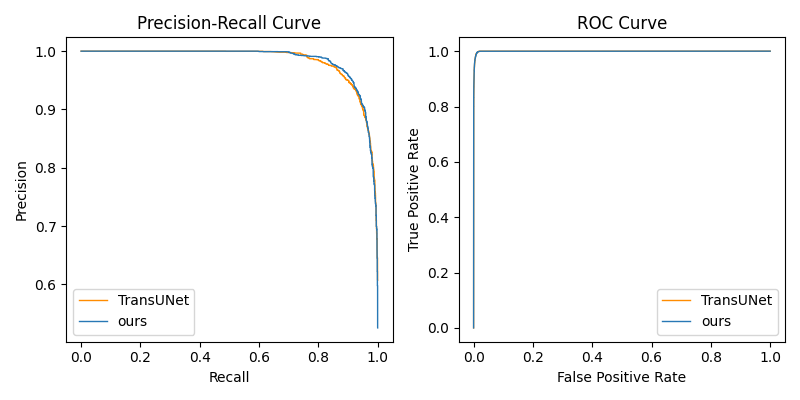 Precision-Recall Curve
Precision
1.0
0.9
0.8
0.7
0.6
TransUNet
ours
0.0 0.2 0.4 0.6 0.8 1.0
Recall
ROC Curve
True Positive Rate
1.0
0.8
0.6
0.4
0.2
0.0
TransUNet
ours
0.0 0.2 0.4 0.6 0.8 1.0
False Positive Rate